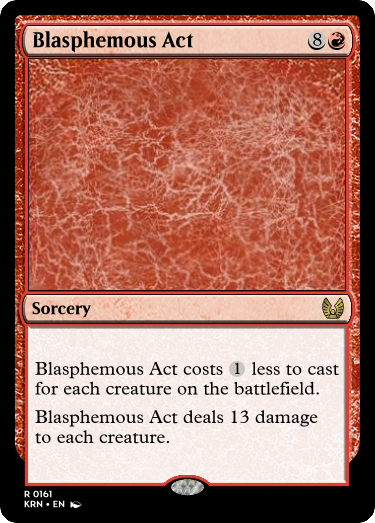 Blasphemous Act 8
Sorcery
Blasphemous Act costs 1 less to cast
for each creature on the battlefield.
Blasphemous Act deals 13 damage
to each creature.
R 0161
KRN • EN